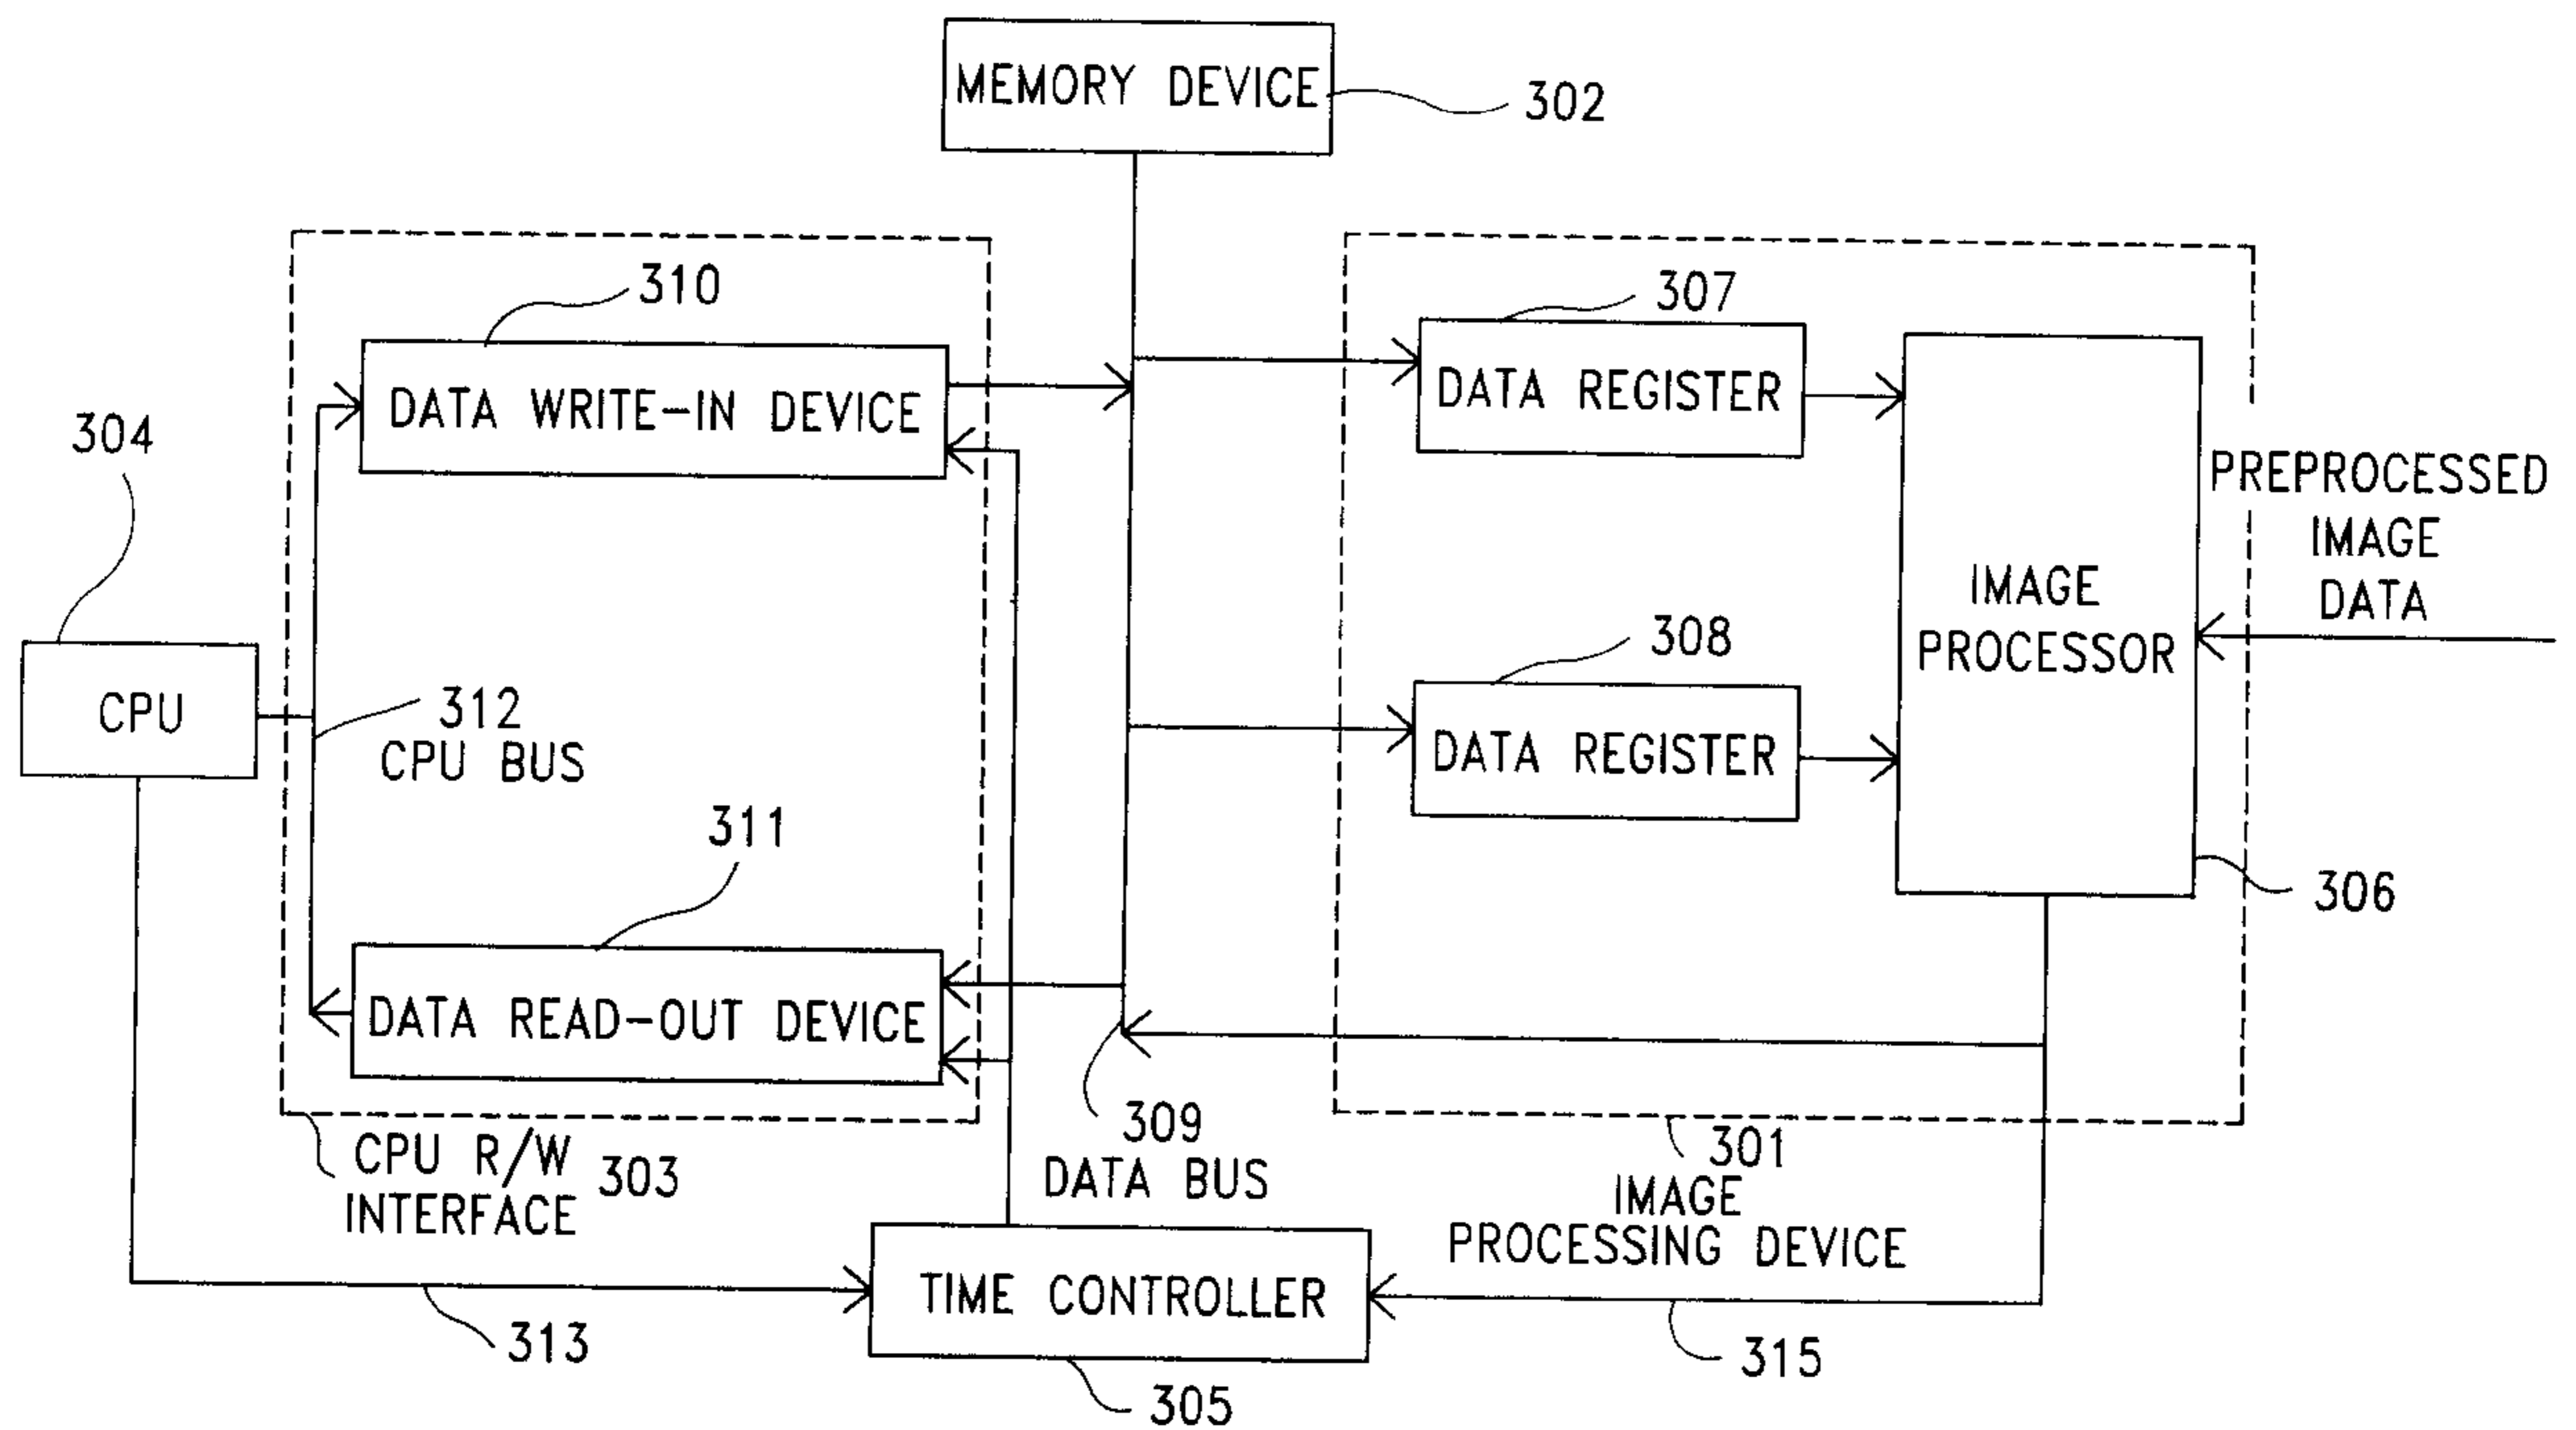 MEMORY DEVICE
302
310
307
DATA WRITE-IN DEVICE
DATA REGISTER
304
PREPROCESSED
IMAGE
DATA
IMAGE
PROCESSOR
308
CPU
312
CPU BUS
DATA REGISTER
311
306
DATA READ-OUT DEVICE
309
DATA BUS
CPU R/W
INTERFACE
303
301
IMAGE
PROCESSING DEVICE
TIME CONTROLLER
313
315
305